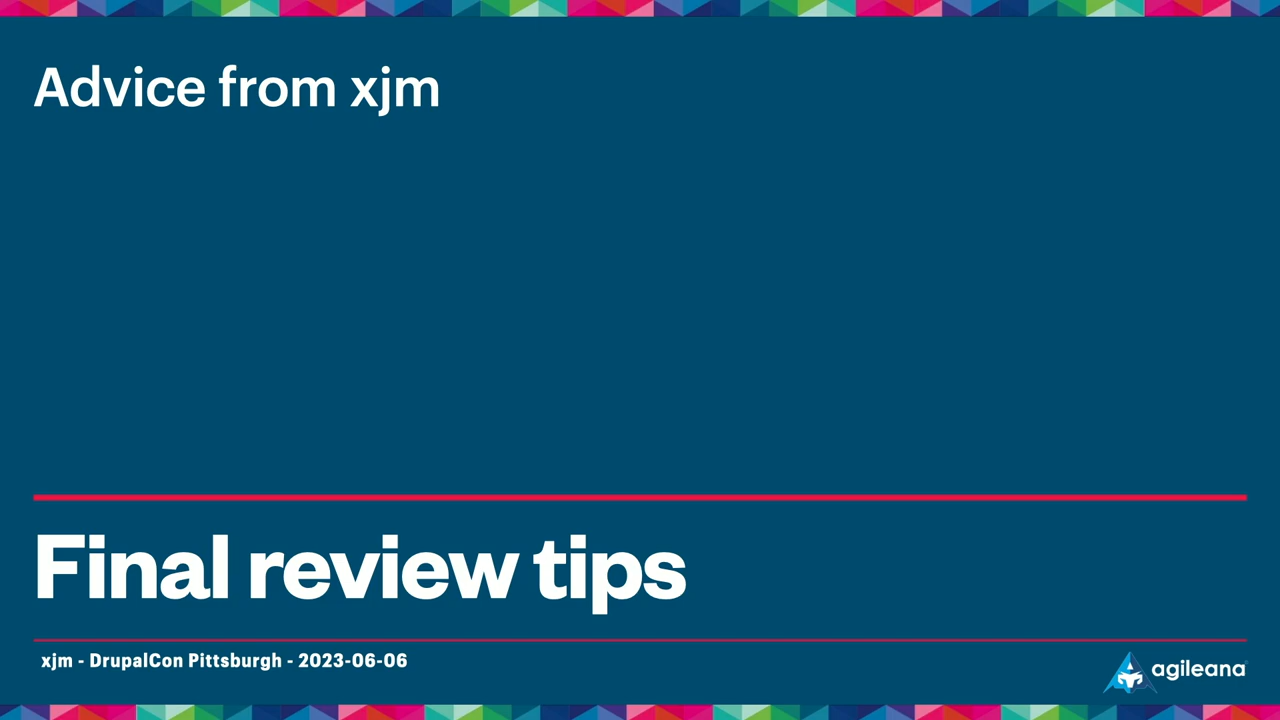 Advice from xjm
Final review tips
xjm - DrupalCon Pittsburgh - 2023-06-06
agileana